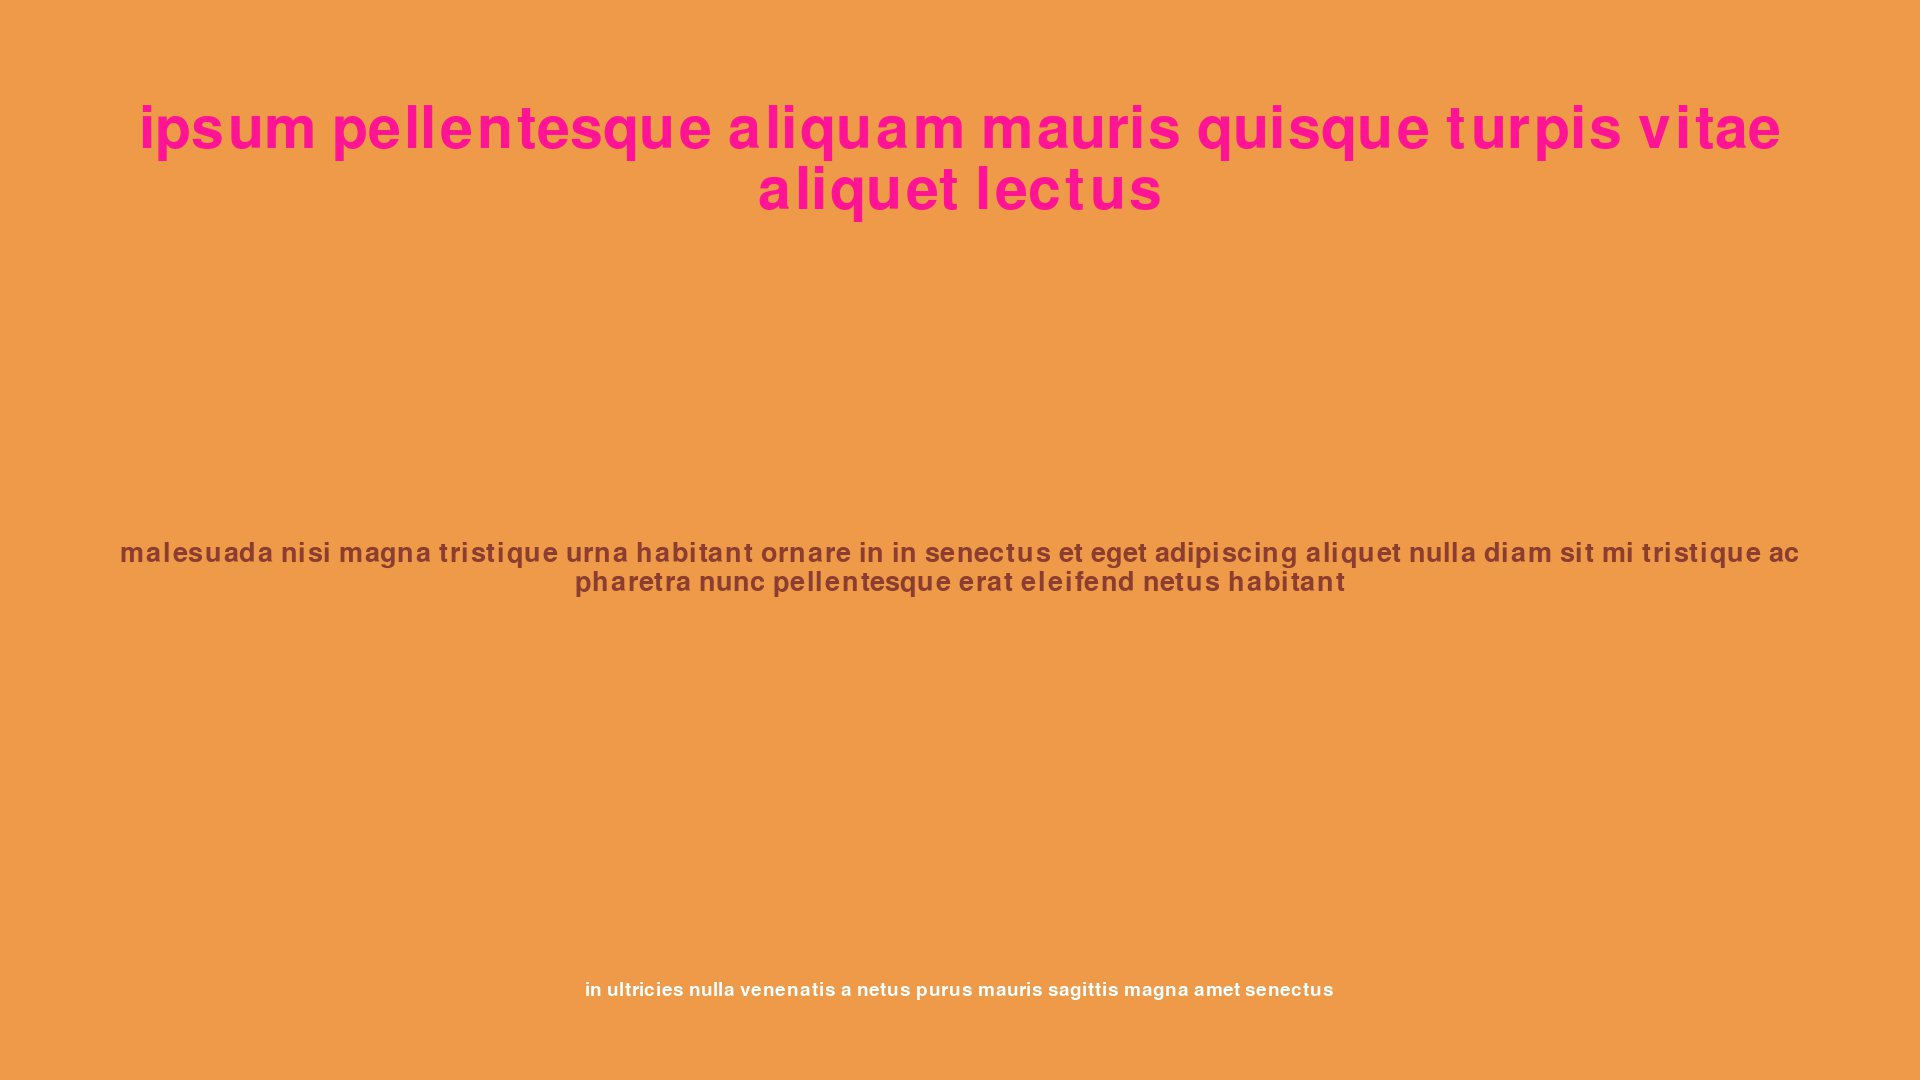 ipsum pellentesque aliquam mauris quisque turpis vitae
aliquet lectus
malesuada nisi magna tristique urna habitant ornare in in senectus et eget adipiscing aliquet nulla diam sit mi tristique ac
pharetra nunc pellentesque erat eleifend netus habitant
in ultricies nulla venenatis a netus purus mauris sagittis magna amet senectus